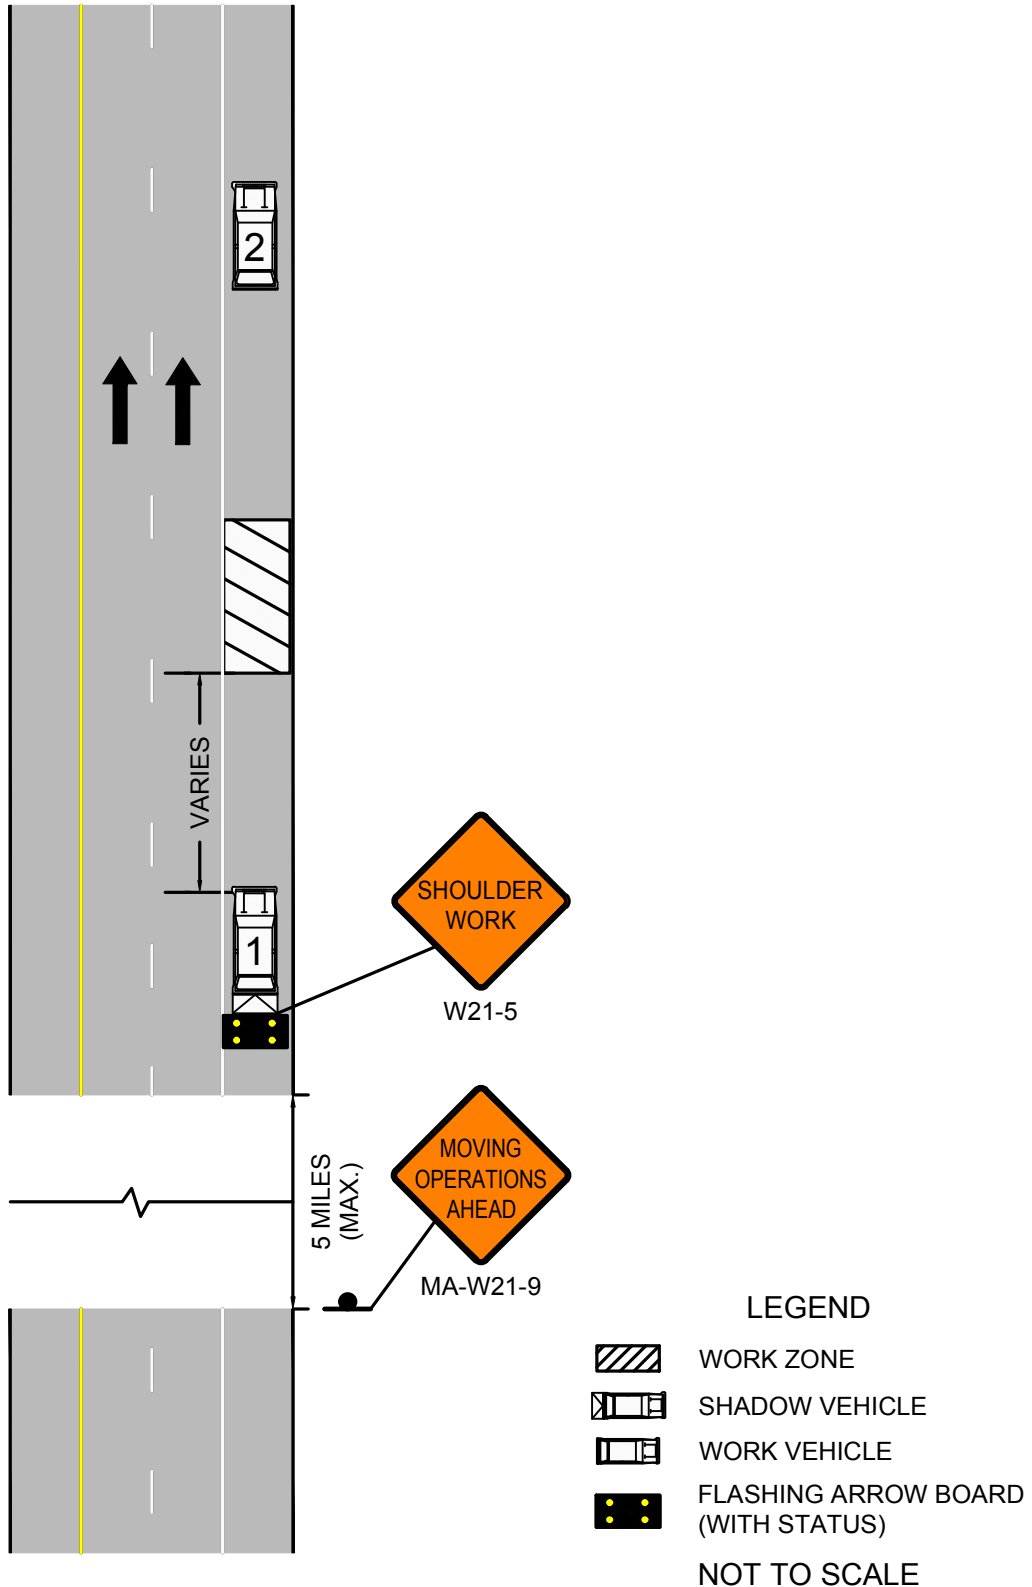 2
VARIES
SHOULDER
WORK
1
W21-5
MOVING
OPERATIONS
AHEAD
5 MILES
(MAX.)
MA-W21-9
LEGEND
WORK ZONE
SHADOW VEHICLE
WORK VEHICLE
FLASHING ARROW BOARD
(WITH STATUS)
NOT TO SCALE